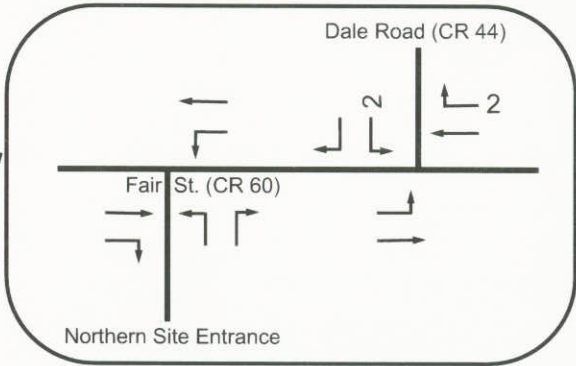 Dale Road (CR 44)
2
2
Fair St. (CR 60)
Northern Site Entrance